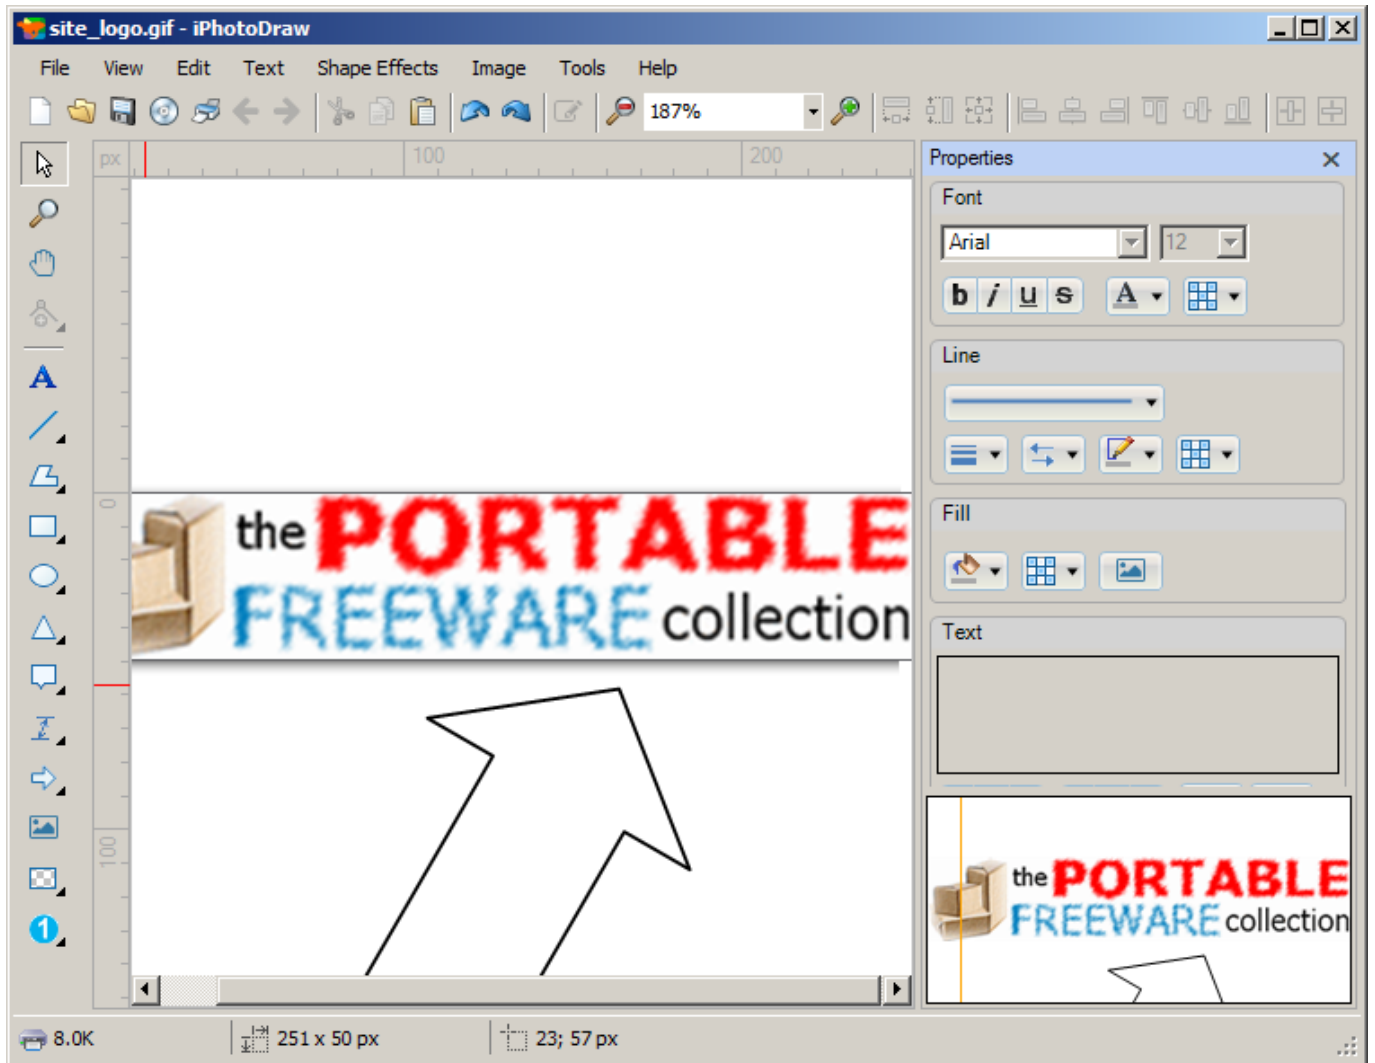 site_logo.gif - iPhotoDraw
File View Edit Text Shape Effects Image Tools Help
187%
px 100 200
Properties
Font
Arial 12
b i u s A
Line
A
0
the PORTABLE
FREEWARE collection
Fill
Text
100
1
the PORTABLE
FREEWARE collection
8.0K 251 x 50 px 23; 57 px